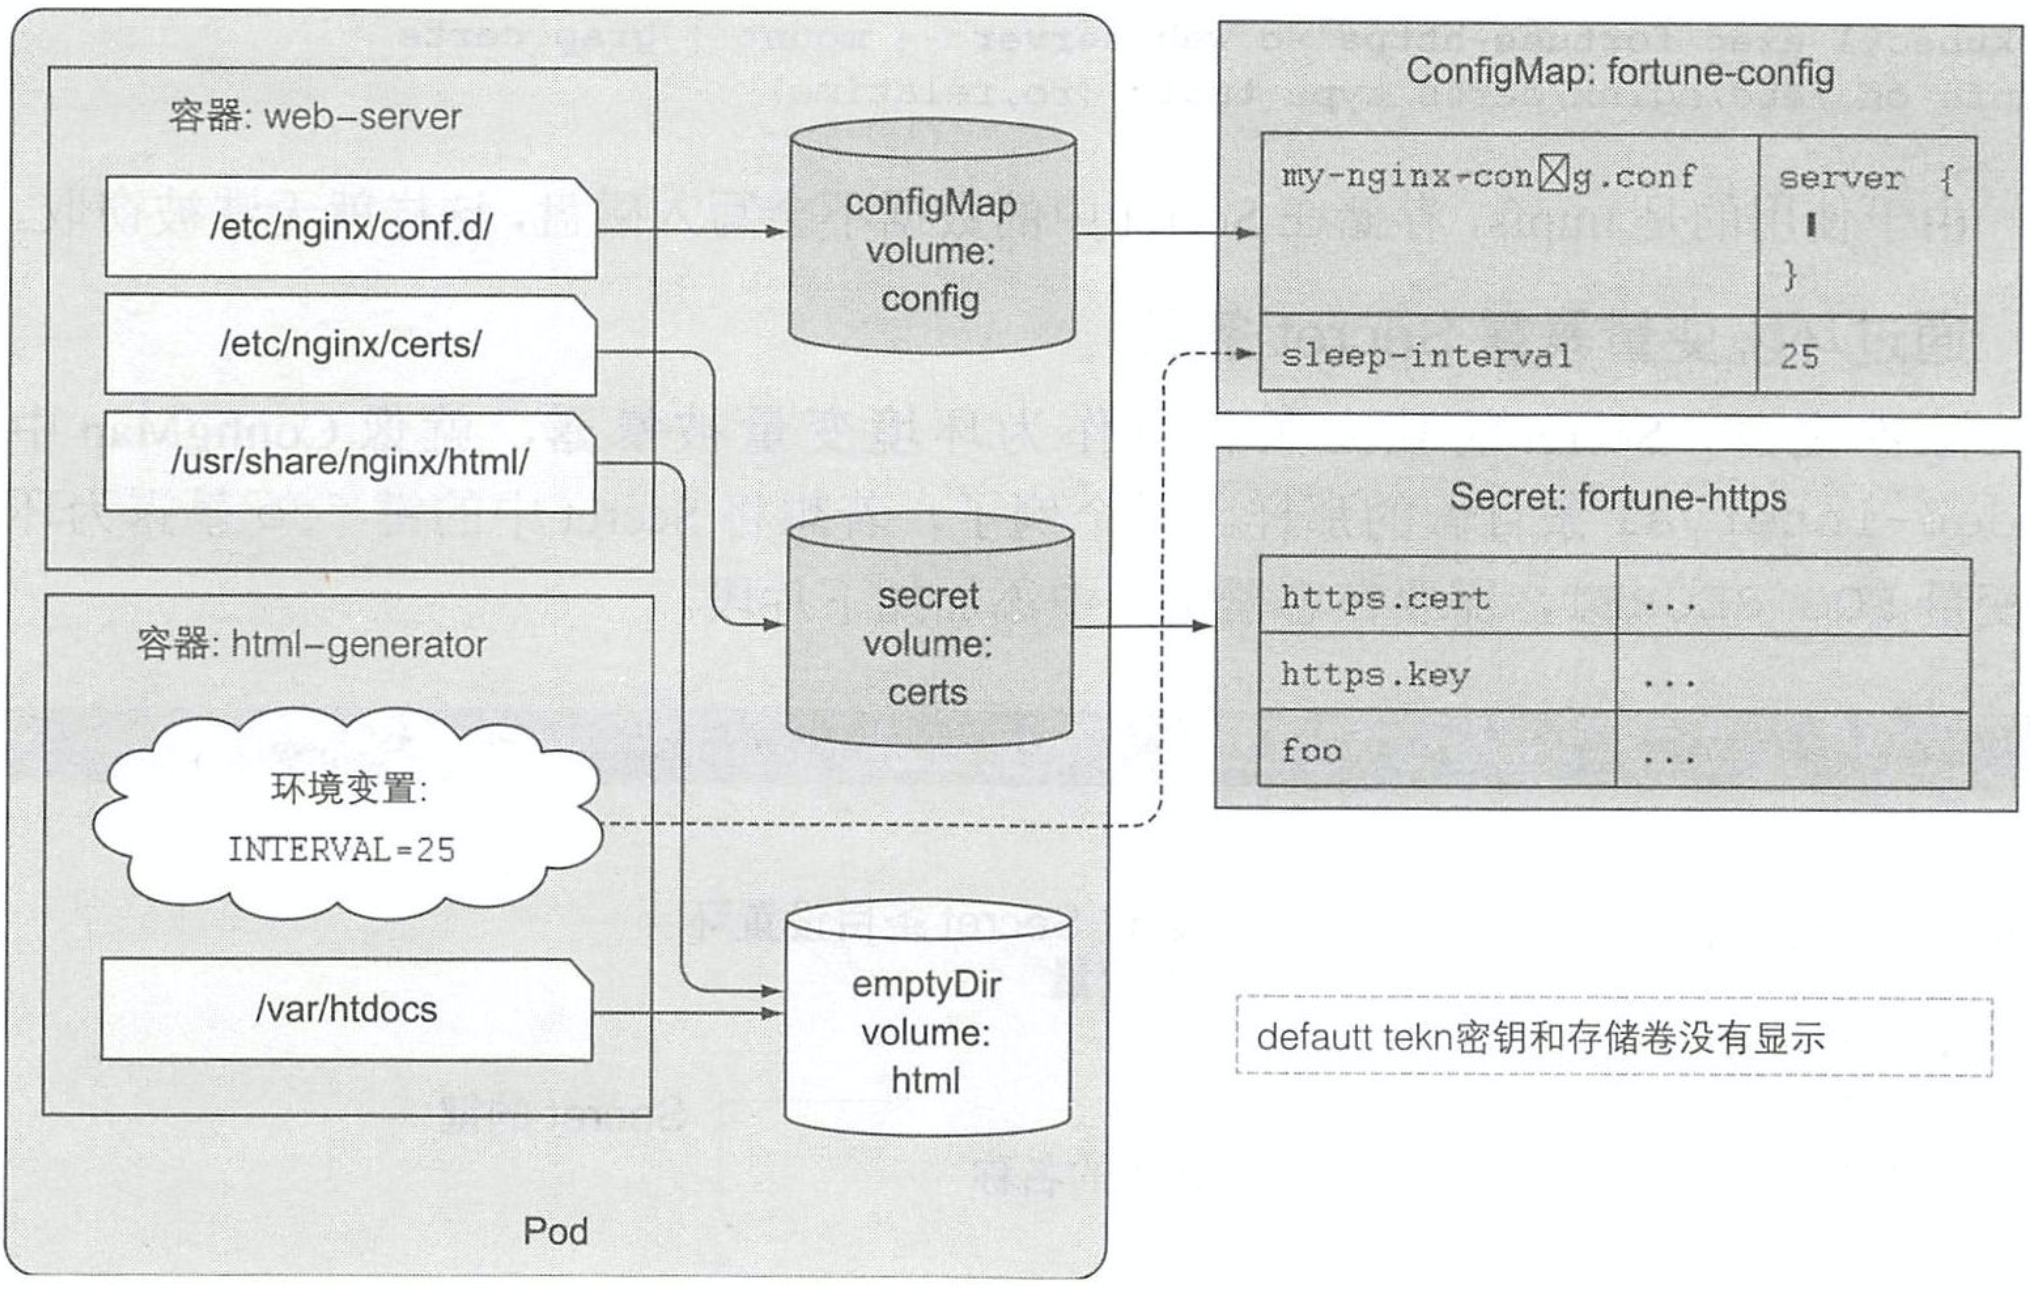 容器: web-server
/etc/nginx/conf.d/
/etc/nginx/certs/
/usr/share/nginx/html/
容器: html-generator
环境变置:
INTERVAL=25
/var/htdocs
configMap
volume:
config
secret
volume:
certs
emptyDir
volume:
html
Pod
ConfigMap: fortune-config
my-nginx-con☒g.conf
server {
}
sleep-interval
25
Secret: fortune-https
https.cert
...
https.key
...
foo
...
defautt tekn密钥和存储卷没有显示